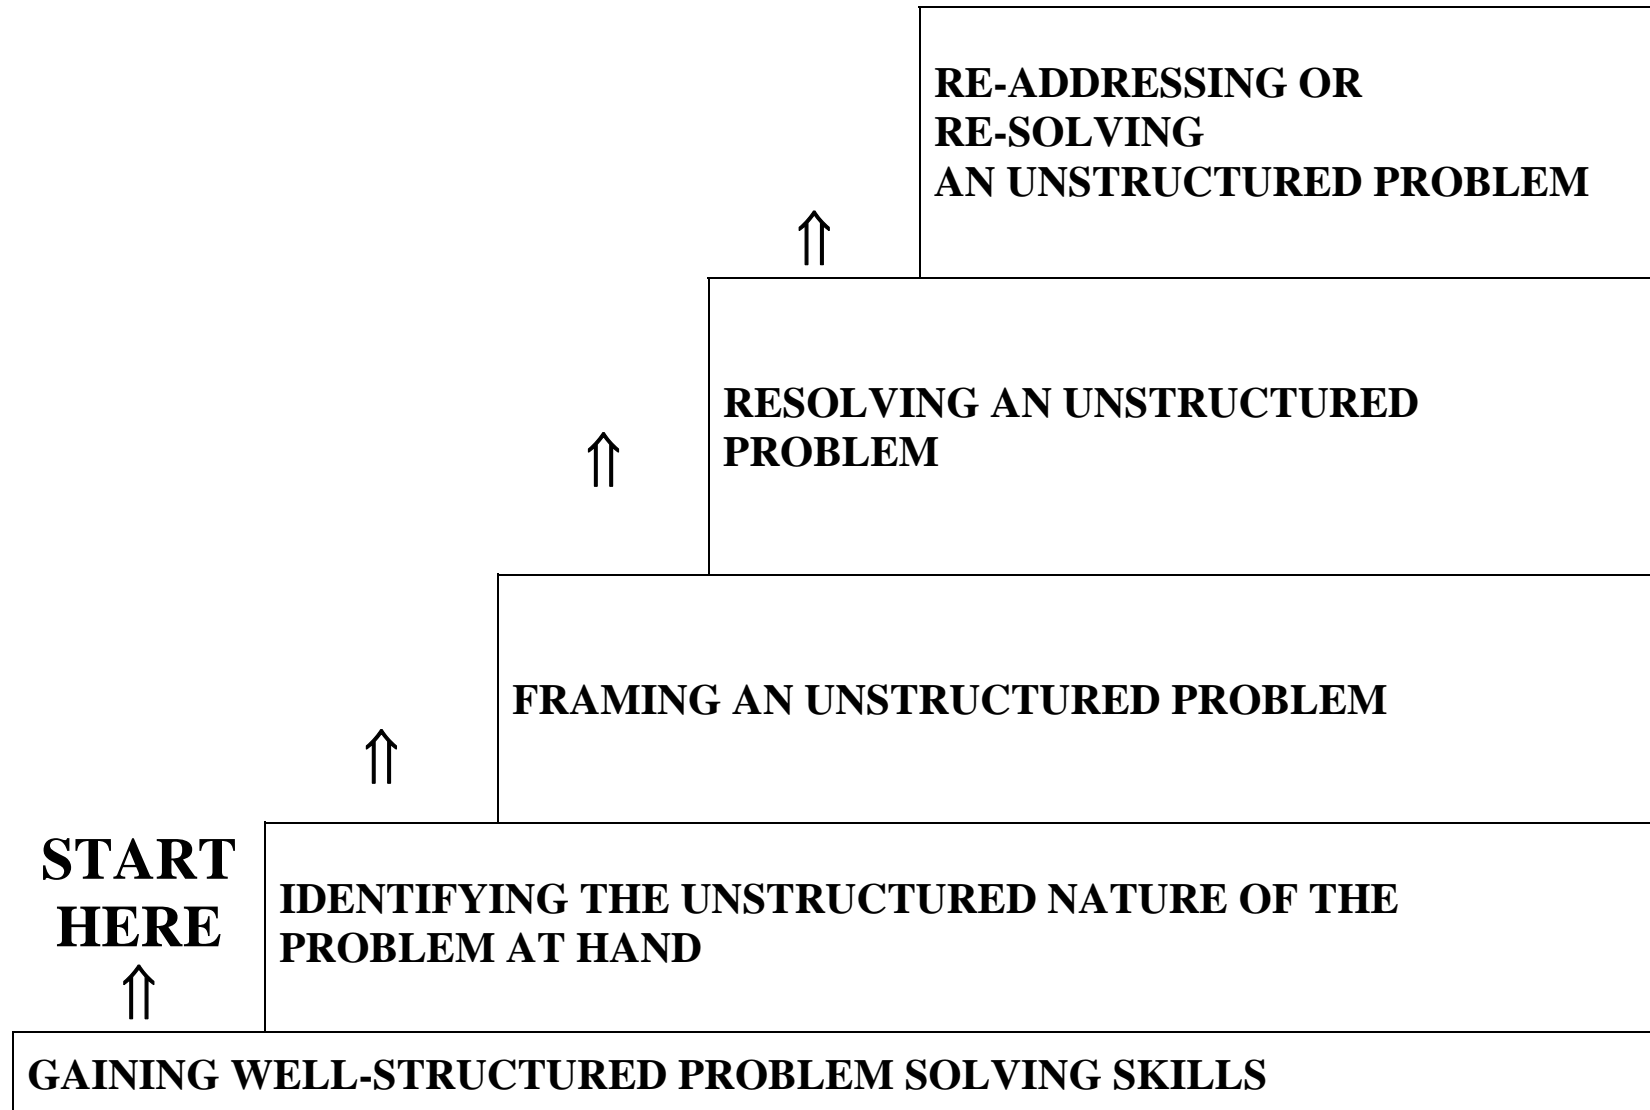 RE-ADDRESSING OR
RE-SOLVING
AN UNSTRUCTURED PROBLEM
⇑
RESOLVING AN UNSTRUCTURED
PROBLEM
⇑
FRAMING AN UNSTRUCTURED PROBLEM
⇑
START
HERE
⇑
IDENTIFYING THE UNSTRUCTURED NATURE OF THE
PROBLEM AT HAND
GAINING WELL-STRUCTURED PROBLEM SOLVING SKILLS